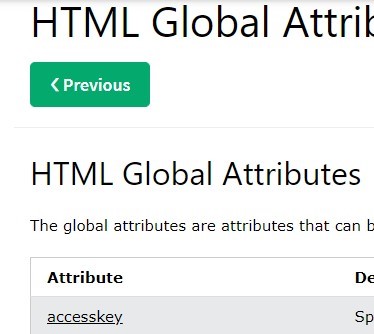 HTML Global Attrib
❮ Previous
HTML Global Attributes
The global attributes are attributes that can b
Attribute De
accesskey Sp